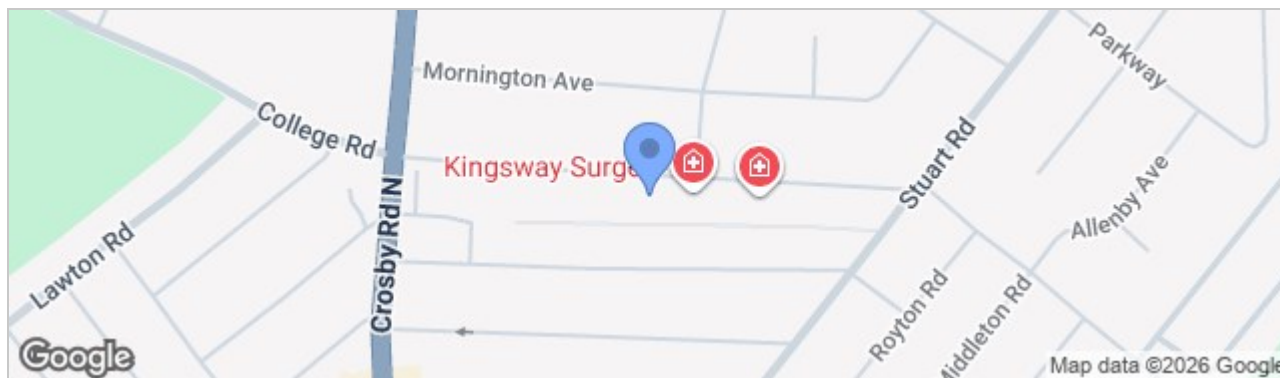 Mornington Ave
Parkway
College Rd
Kingsway Surge
Stuart Rd
Allenby Ave
Lawton Rd
Crosby Rd N
Royton Rd
Middleton Rd
Google
Map data ©2026 Google